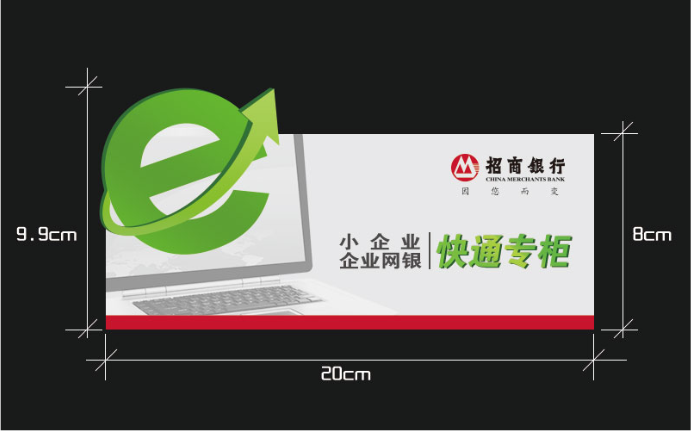 招商银行
CHINA MERCHANTS BANK
因您而变
9.9cm
小企业
企业网银
快通专柜
8cm
20cm